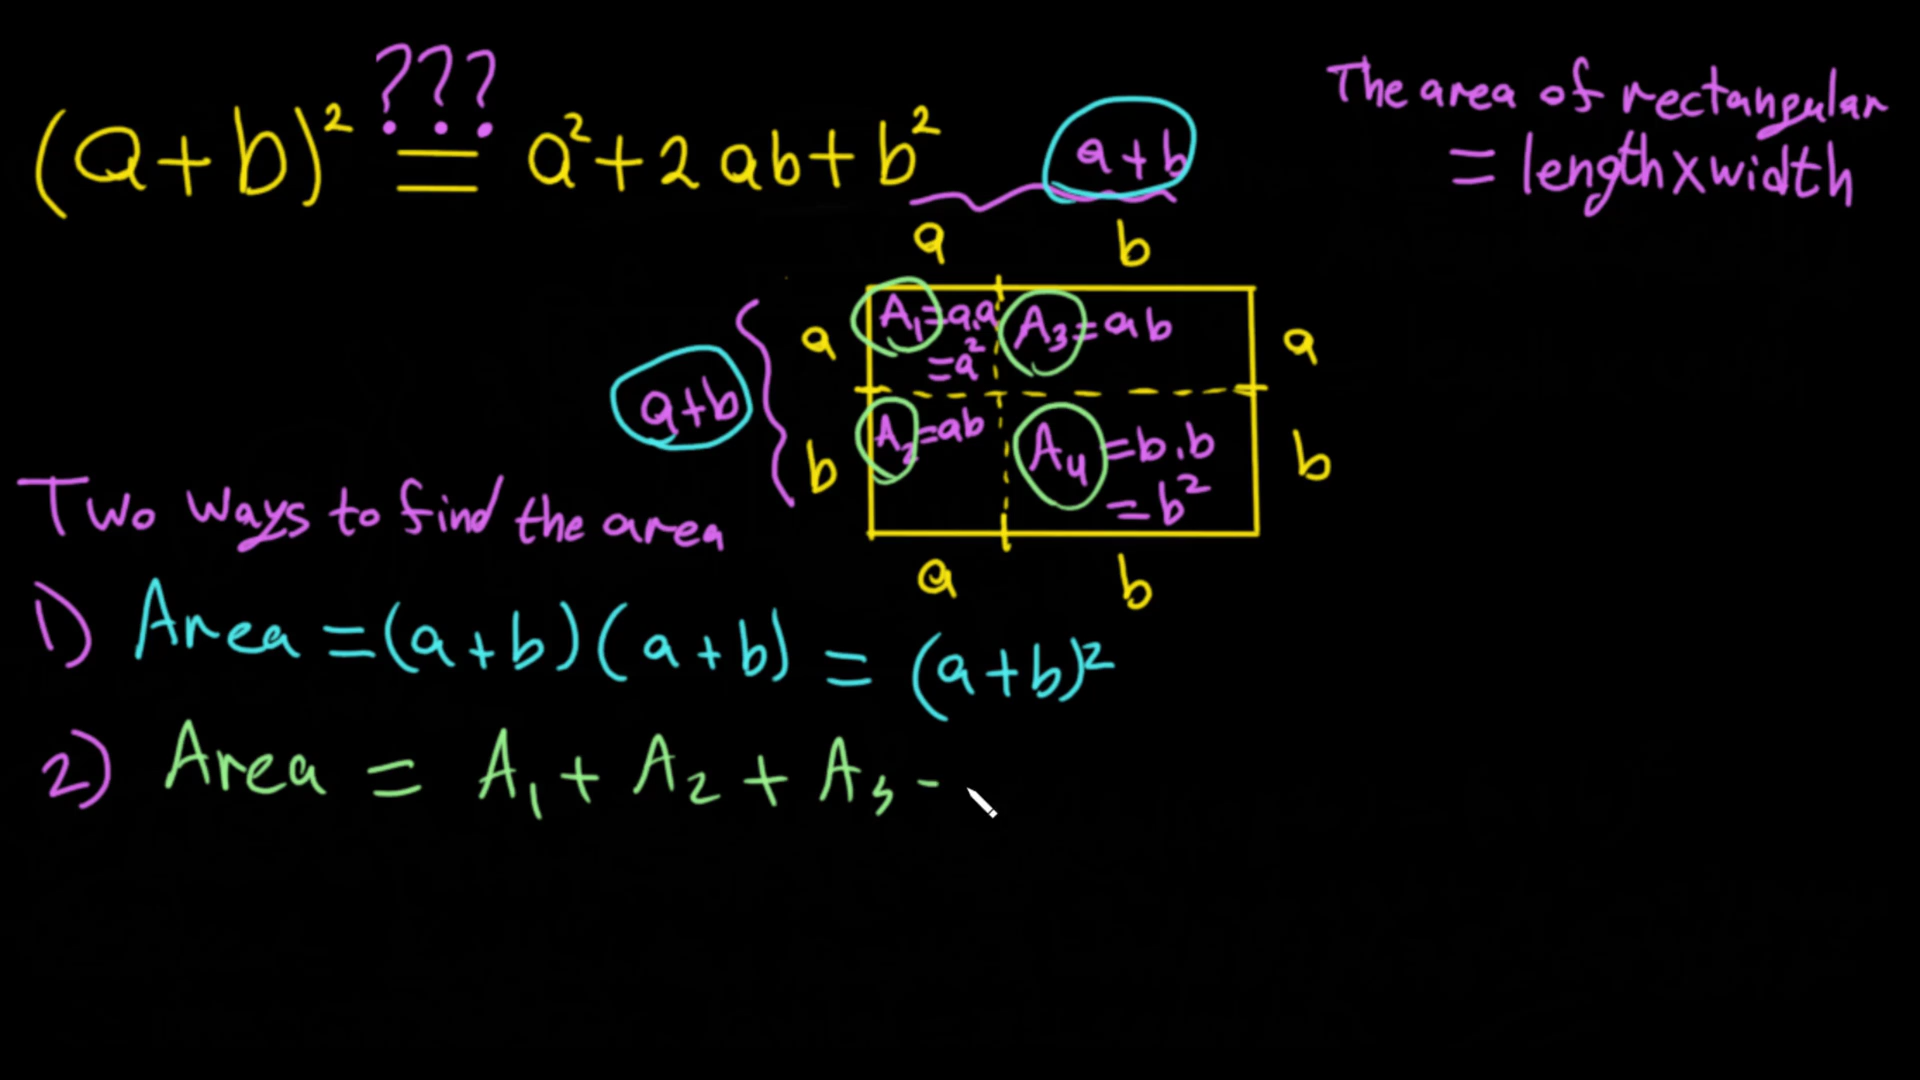 ???
(a+b)² = a²+2ab+b²
The area of rectangular
= length x width
a+b
a b
a A₁=a.a A₃=ab a
=a²
a+b
b A₂=ab A₄=b.b b
=b²
a b
Two ways to find the area
1) Area =(a+b)(a+b) = (a+b)²
2) Area = A₁+ A₂ + A₃ -